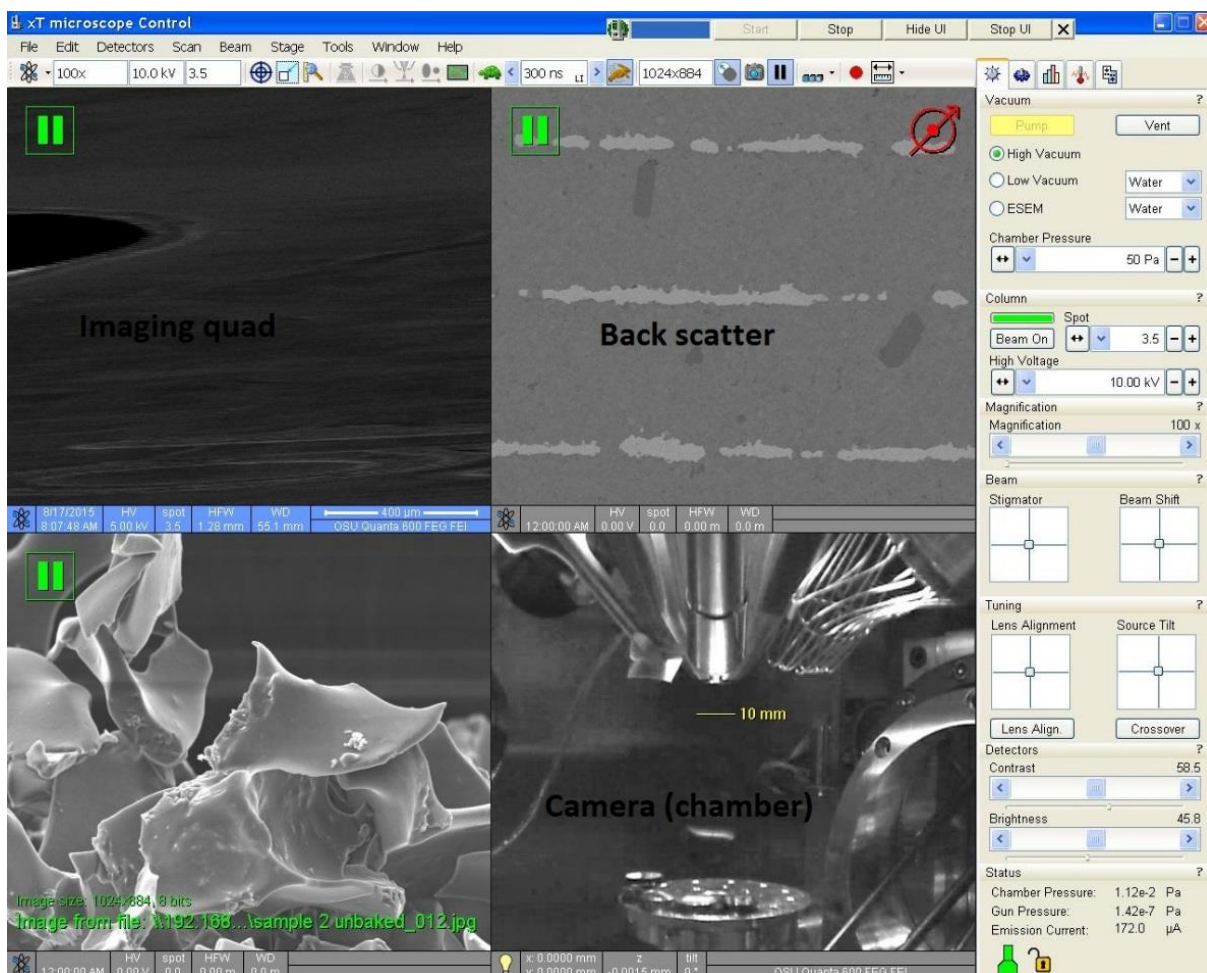 xT microscope Control
Start Stop Hide UI Stop UI X
File Edit Detectors Scan Beam Stage Tools Window Help
100x 10.0 kV 3.5 300 ns LI 1024x884
Imaging quad
8/17/2015 HV spot HFW WD 400 µm
8:07:48 AM 5.00 kV 3.5 1.28 mm 55.1 mm OSU Quanta 600 FEG FEI
Back scatter
HV spot HFW WD
12:00:00 AM 0.00 V 0.0 0.00 m 0.0 m
Image size: 1024x884, 8 bits
Image from file: \\192.168...\sample 2 unbaked_012.jpg
HV spot HFW WD
12:00:00 AM 0.00 V 0.0 0.00 m 0.0 m
10 mm
Camera (chamber)
x: 0.0000 mm z tilt
y: 0.0000 mm -0.0015 mm 0 °
Vacuum ?
Pump Vent
High Vacuum
Low Vacuum Water
ESEM Water
Chamber Pressure
50 Pa - +
Column ?
Spot
Beam On 3.5 - +
High Voltage
10.00 kV - +
Magnification ?
Magnification 100 x
Beam ?
Stigmator Beam Shift
Tuning ?
Lens Alignment Source Tilt
Lens Align. Crossover
Detectors ?
Contrast 58.5
Brightness 45.8
Status ?
Chamber Pressure: 1.12e-2 Pa
Gun Pressure: 1.42e-7 Pa
Emission Current: 172.0 µA